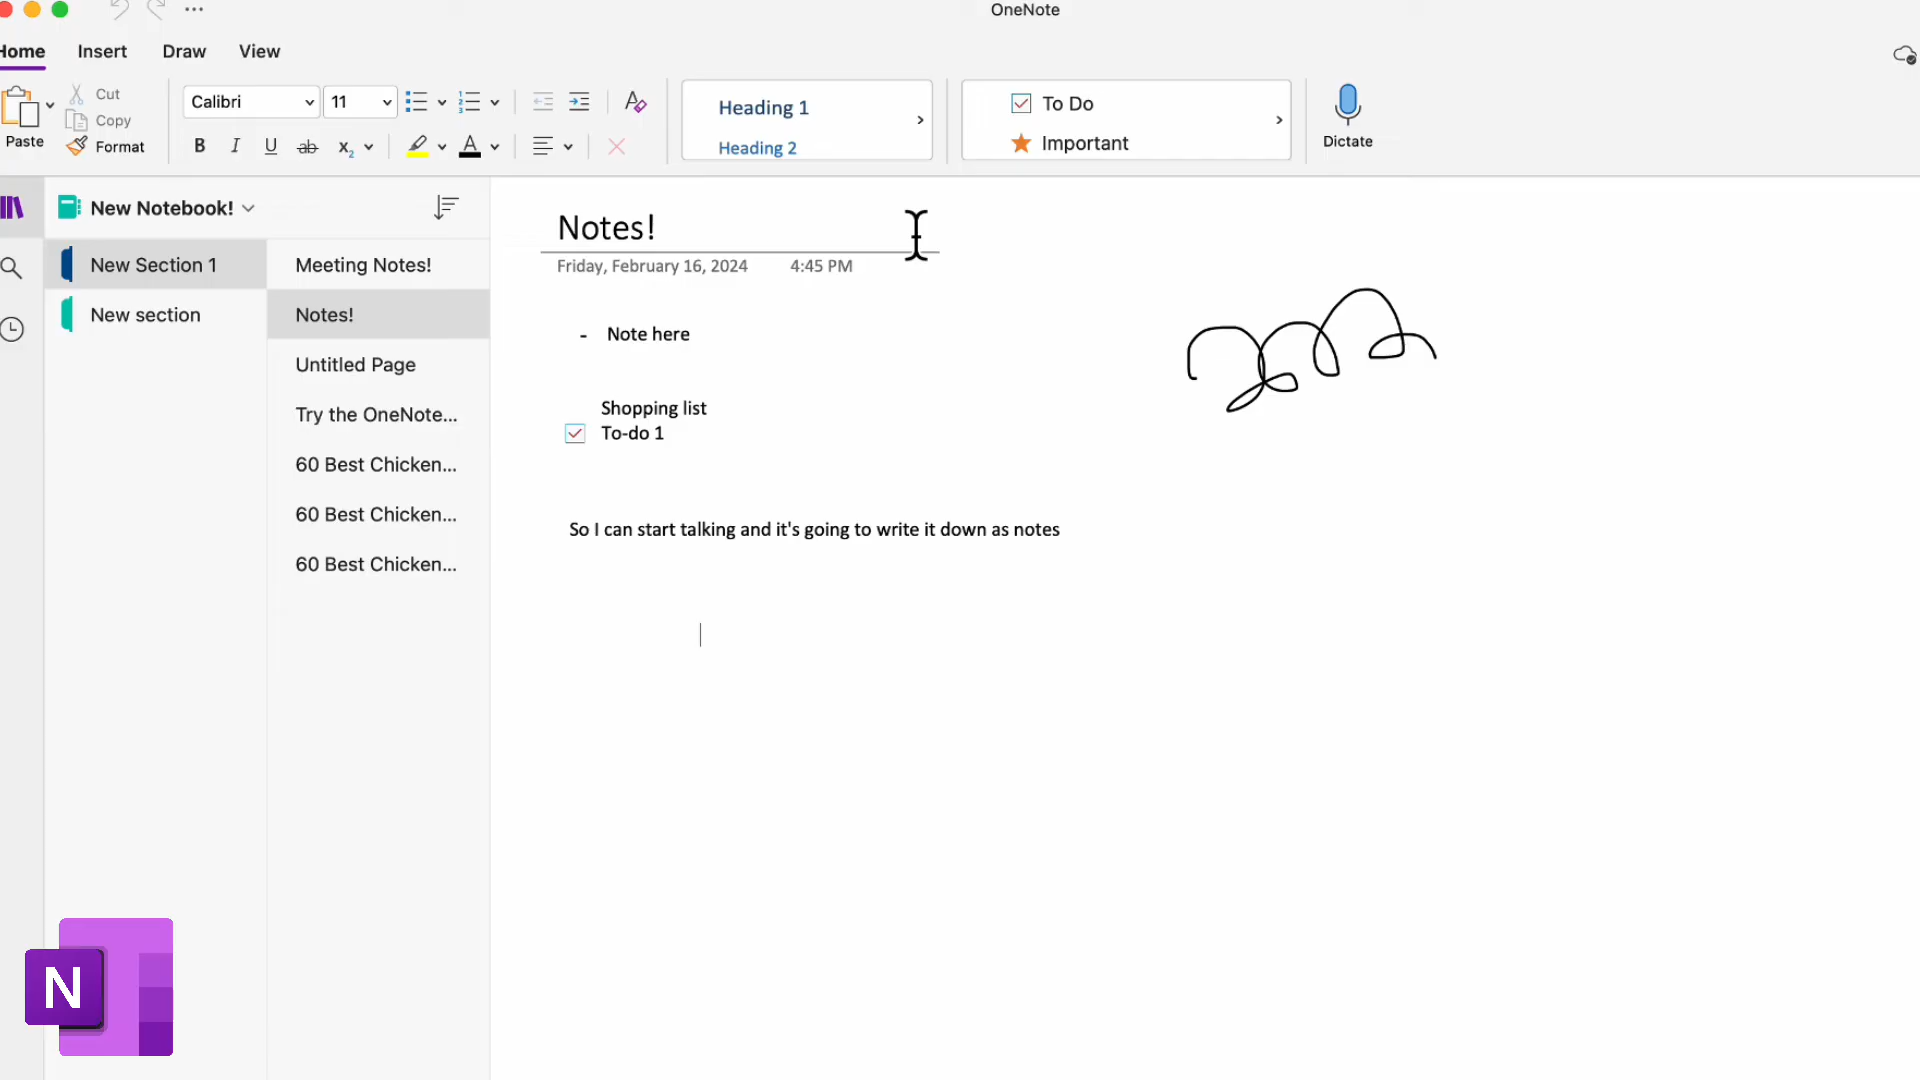 OneNote
Home Insert Draw View
Paste
Cut
Copy
Format
Calibri 11
B I U ab x2 A
Heading 1
Heading 2
To Do
Important
Dictate
New Notebook!
New Section 1
New section
Meeting Notes!
Notes!
Untitled Page
Try the OneNote...
60 Best Chicken...
60 Best Chicken...
60 Best Chicken...
Notes!
Friday, February 16, 2024 4:45 PM
- Note here
Shopping list
To-do 1
So I can start talking and it's going to write it down as notes
N